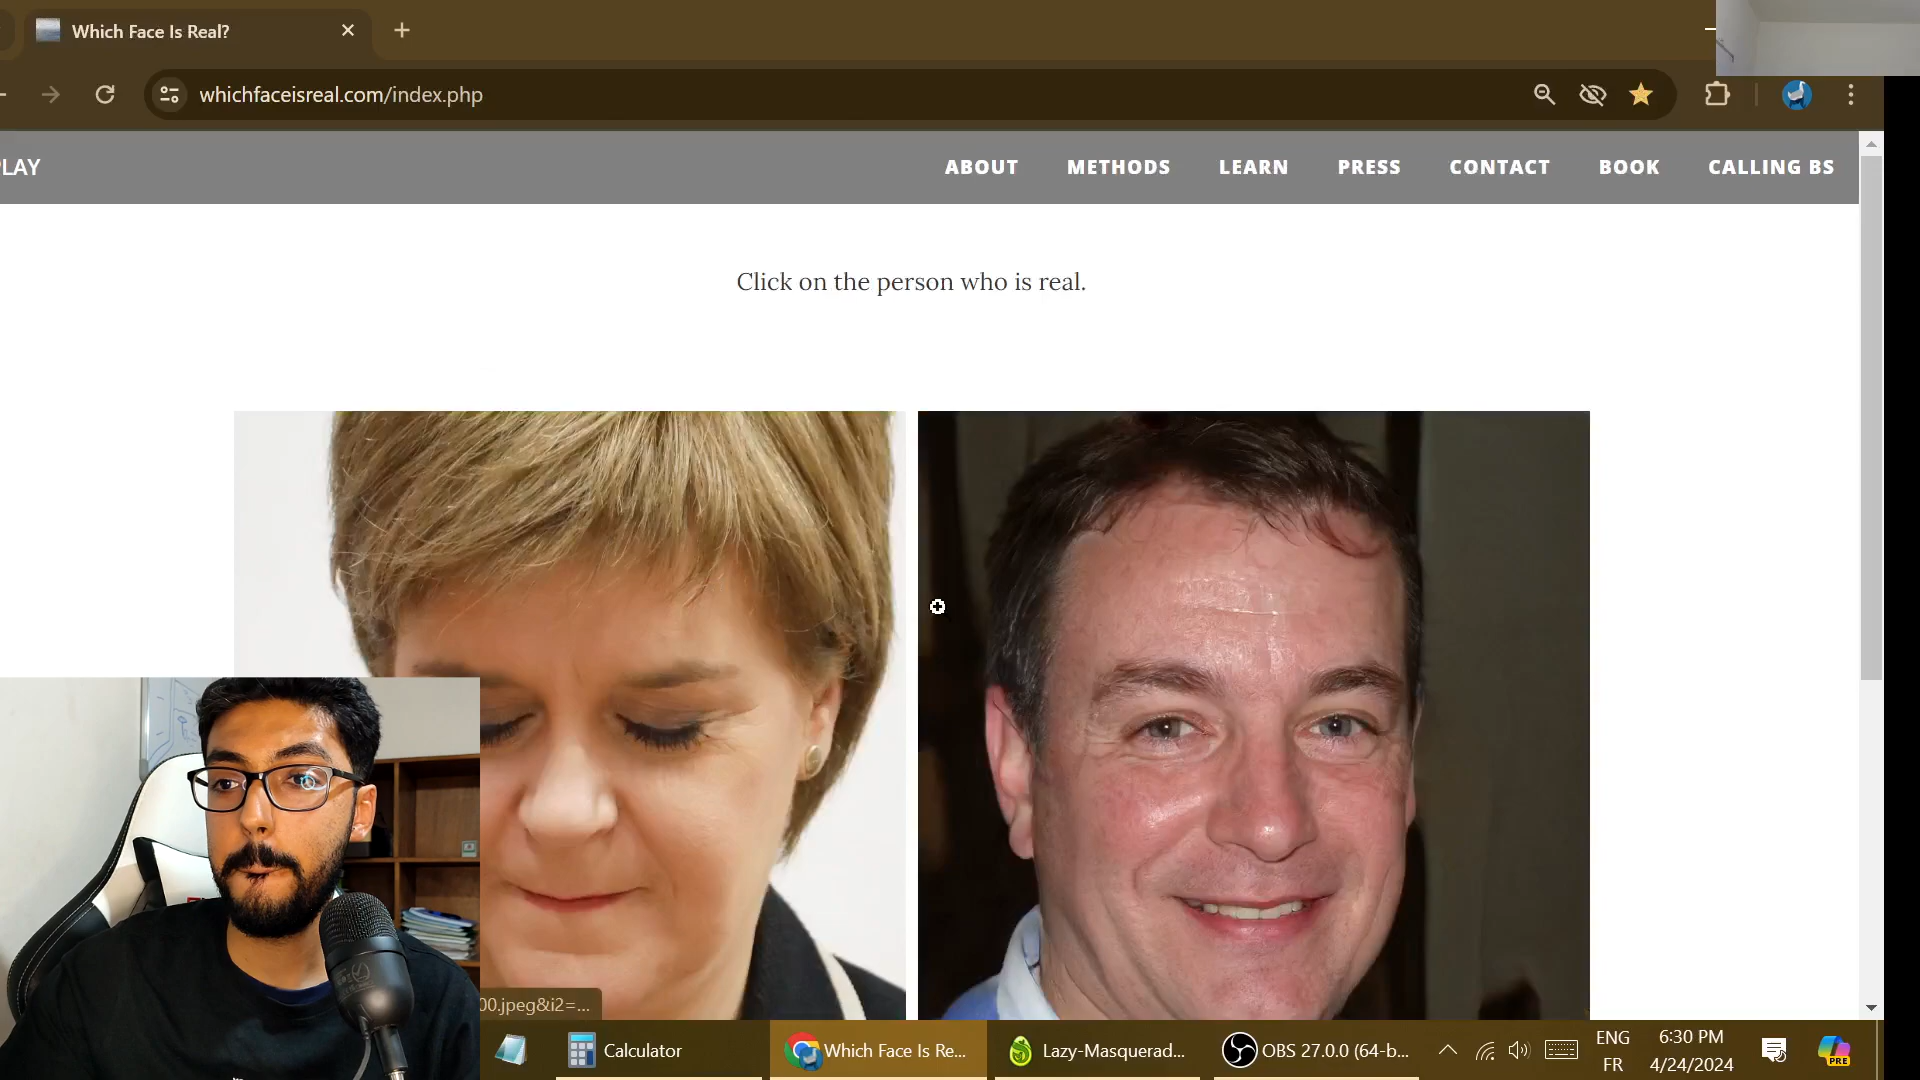 Which Face Is Real?
whichfaceisreal.com/index.php
PLAY
ABOUT METHODS LEARN PRESS CONTACT BOOK CALLING BS
Click on the person who is real.
00.jpeg&i2=...
Calculator
Which Face Is Re...
Lazy-Masquerad...
OBS 27.0.0 (64-b...
ENG
FR
6:30 PM
4/24/2024
PRE